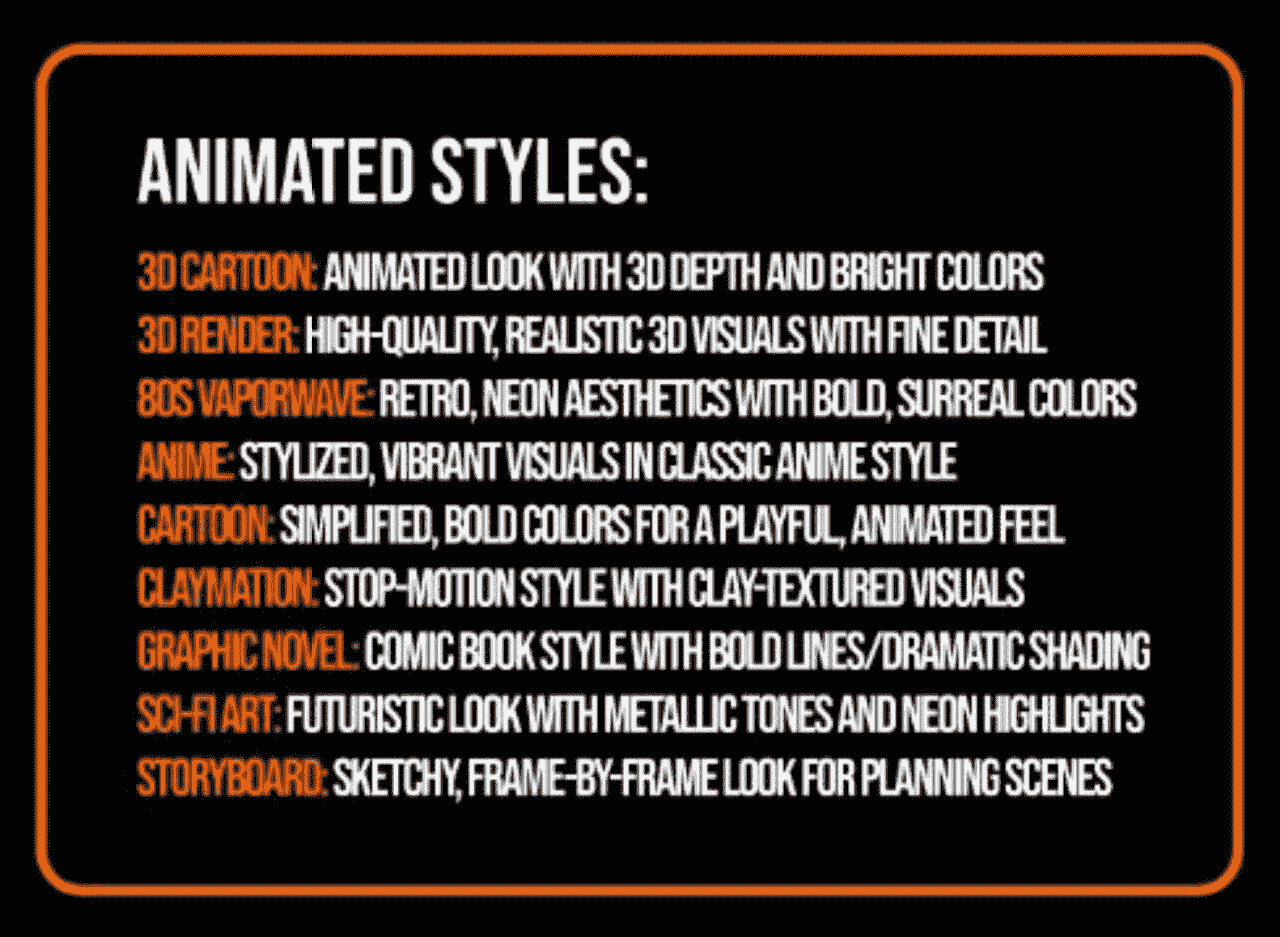 ANIMATED STYLES:
3D CARTOON: ANIMATED LOOK WITH 3D DEPTH AND BRIGHT COLORS
3D RENDER: HIGH-QUALITY, REALISTIC 3D VISUALS WITH FINE DETAIL
80S VAPORWAVE: RETRO, NEON AESTHETICS WITH BOLD, SURREAL COLORS
ANIME: STYLIZED, VIBRANT VISUALS IN CLASSIC ANIME STYLE
CARTOON: SIMPLIFIED, BOLD COLORS FOR A PLAYFUL, ANIMATED FEEL
CLAYMATION: STOP-MOTION STYLE WITH CLAY-TEXTURED VISUALS
GRAPHIC NOVEL: COMIC BOOK STYLE WITH BOLD LINES/DRAMATIC SHADING
SCI-FI ART: FUTURISTIC LOOK WITH METALLIC TONES AND NEON HIGHLIGHTS
STORYBOARD: SKETCHY, FRAME-BY-FRAME LOOK FOR PLANNING SCENES